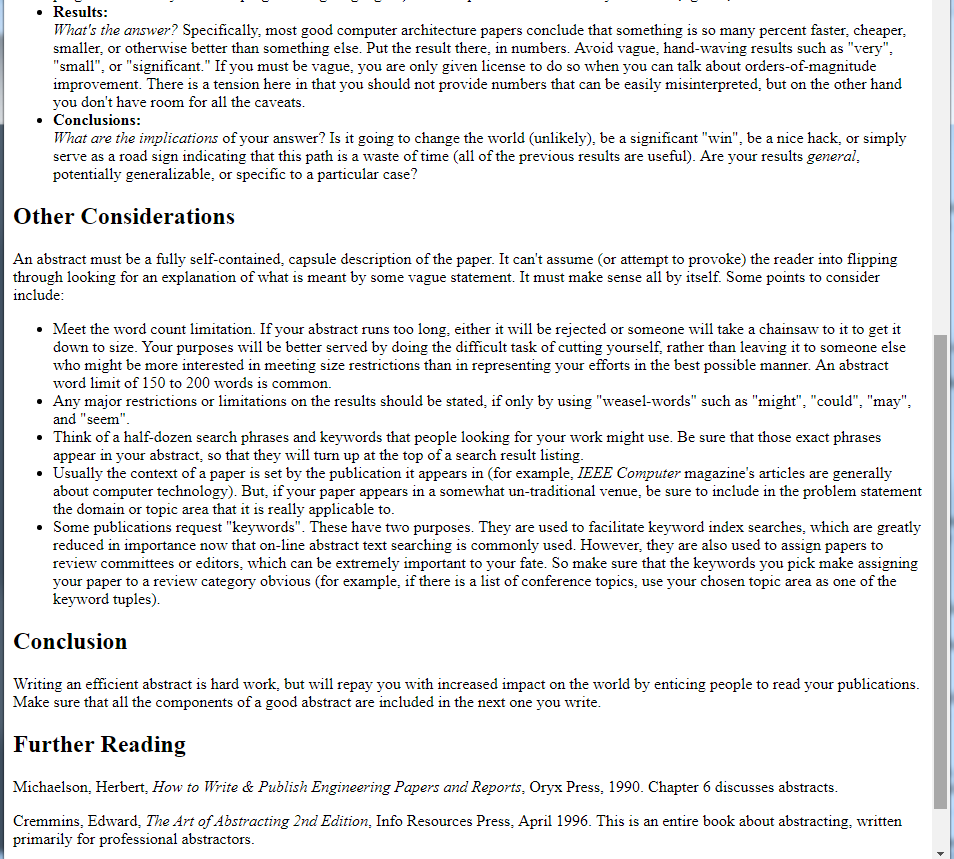 Results:
What's the answer? Specifically, most good computer architecture papers conclude that something is so many percent faster, cheaper,
smaller, or otherwise better than something else. Put the result there, in numbers. Avoid vague, hand-waving results such as "very",
"small", or "significant." If you must be vague, you are only given license to do so when you can talk about orders-of-magnitude
improvement. There is a tension here in that you should not provide numbers that can be easily misinterpreted, but on the other hand
you don't have room for all the caveats.
Conclusions:
What are the implications of your answer? Is it going to change the world (unlikely), be a significant "win", be a nice hack, or simply
serve as a road sign indicating that this path is a waste of time (all of the previous results are useful). Are your results general,
potentially generalizable, or specific to a particular case?
Other Considerations
An abstract must be a fully self-contained, capsule description of the paper. It can't assume (or attempt to provoke) the reader into flipping
through looking for an explanation of what is meant by some vague statement. It must make sense all by itself. Some points to consider
include:
Meet the word count limitation. If your abstract runs too long, either it will be rejected or someone will take a chainsaw to it to get it
down to size. Your purposes will be better served by doing the difficult task of cutting yourself, rather than leaving it to someone else
who might be more interested in meeting size restrictions than in representing your efforts in the best possible manner. An abstract
word limit of 150 to 200 words is common.
Any major restrictions or limitations on the results should be stated, if only by using "weasel-words" such as "might", "could", "may",
and "seem".
Think of a half-dozen search phrases and keywords that people looking for your work might use. Be sure that those exact phrases
appear in your abstract, so that they will turn up at the top of a search result listing.
Usually the context of a paper is set by the publication it appears in (for example, IEEE Computer magazine's articles are generally
about computer technology). But, if your paper appears in a somewhat un-traditional venue, be sure to include in the problem statement
the domain or topic area that it is really applicable to.
Some publications request "keywords". These have two purposes. They are used to facilitate keyword index searches, which are greatly
reduced in importance now that on-line abstract text searching is commonly used. However, they are also used to assign papers to
review committees or editors, which can be extremely important to your fate. So make sure that the keywords you pick make assigning
your paper to a review category obvious (for example, if there is a list of conference topics, use your chosen topic area as one of the
keyword tuples).
Conclusion
Writing an efficient abstract is hard work, but will repay you with increased impact on the world by enticing people to read your publications.
Make sure that all the components of a good abstract are included in the next one you write.
Further Reading
Michaelson, Herbert, How to Write & Publish Engineering Papers and Reports, Oryx Press, 1990. Chapter 6 discusses abstracts.
Cremmins, Edward, The Art of Abstracting 2nd Edition, Info Resources Press, April 1996. This is an entire book about abstracting, written
primarily for professional abstractors.